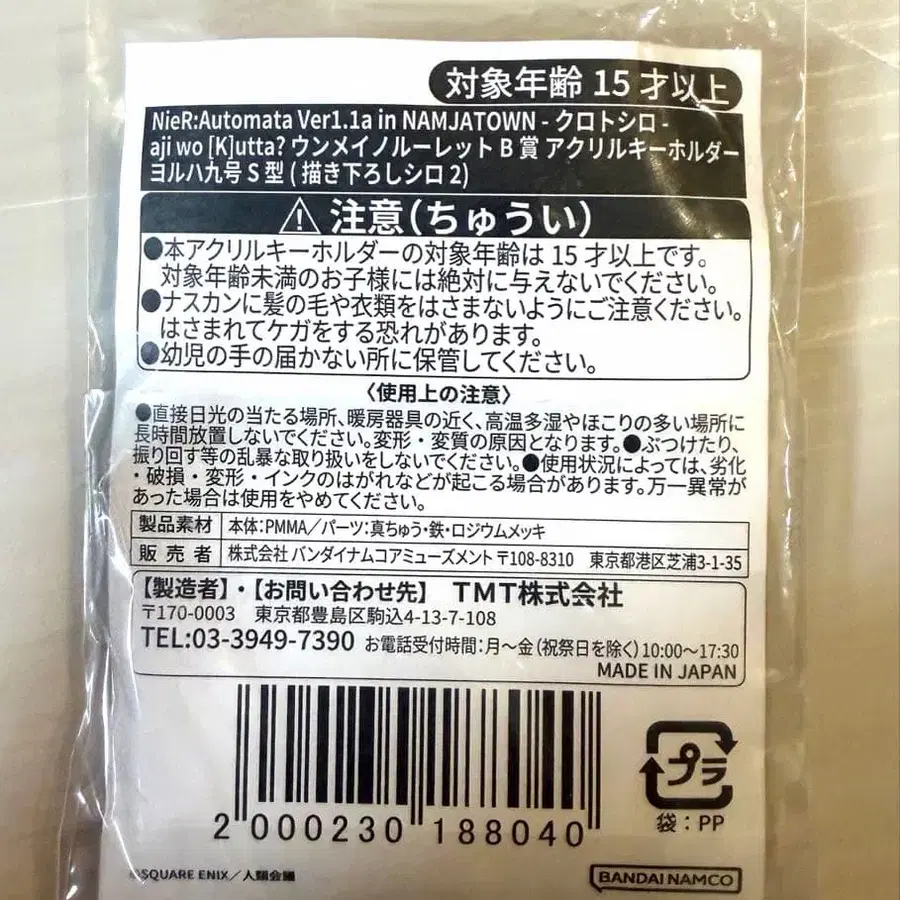 対象年齢 15 才以上
NieR:Automata Ver1.1a in NAMJATOWN - クロトシロ -
aji wo [K]utta? ウンメイノルーレット B 賞 アクリルキーホルダー
ヨルハ九号 S 型 ( 描き下ろしシロ 2)
注意(ちゅうい)
●本アクリルキーホルダーの対象年齢は 15 才以上です。
対象年齢未満のお子様には絶対に与えないでください。
●ナスカンに髪の毛や衣類をはさまないようにご注意ください。
はさまれてケガをする恐れがあります。
●幼児の手の届かない所に保管してください。
〈使用上の注意〉
●直接日光の当たる場所、暖房器具の近く、高温多湿やほこりの多い場所に
長時間放置しないでください。変形・変質の原因となります。●ぶつけたり、
振り回す等の乱暴な取り扱いをしないでください。●使用状況によっては、劣化
・破損・変形・インクのはがれなどが起こる場合があります。万一異常が
あった場合は使用をやめてください。
製品素材 本体:PMMA/パーツ:真ちゅう・鉄・ロジウムメッキ
販売者 株式会社 バンダイナムコアミューズメント 〒108-8310 東京都港区芝浦3-1-35
【製造者】・【お問い合わせ先】 TMT株式会社
〒170-0003 東京都豊島区駒込4-13-7-108
TEL:03-3949-7390 お電話受付時間:月〜金(祝祭日を除く)10:00〜17:30
MADE IN JAPAN
2 000230 188040
プラ
袋:PP
©SQUARE ENIX/人類会議
BANDAI NAMCO